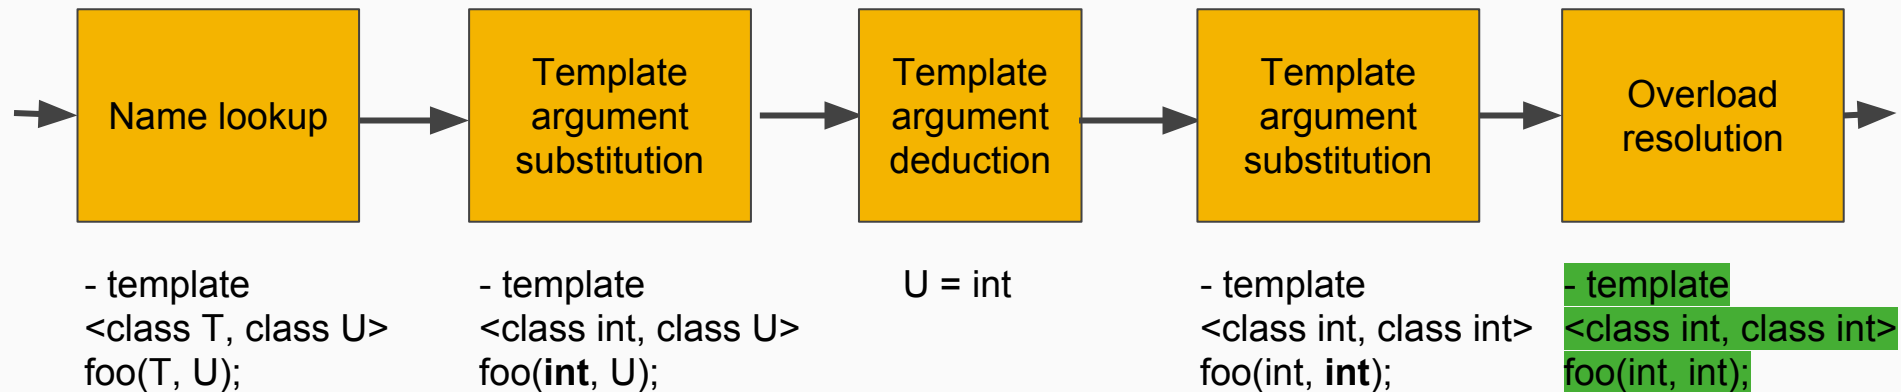 Name lookup
Template
argument
substitution
Template
argument
deduction
Template
argument
substitution
Overload
resolution
- template
<class T, class U>
foo(T, U);
- template
<class int, class U>
foo(int, U);
U = int
- template
<class int, class int>
foo(int, int);
- template
<class int, class int>
foo(int, int);